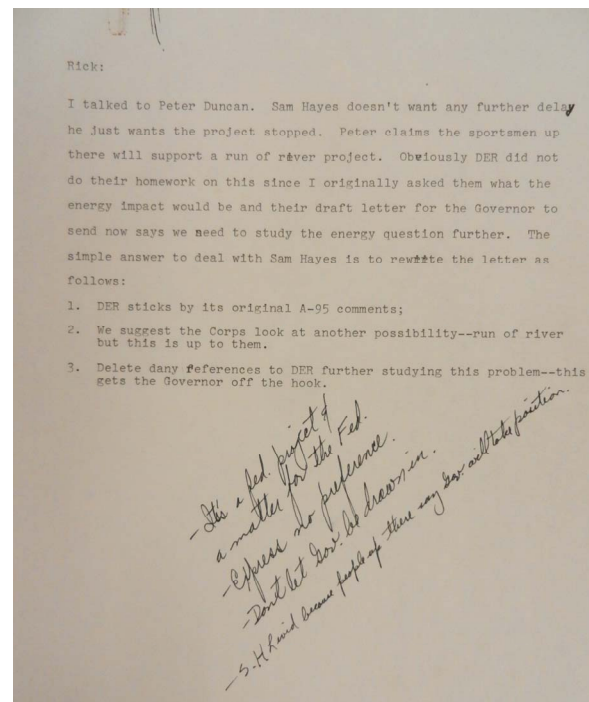 Rick:
I talked to Peter Duncan. Sam Hayes doesn't want any further delay
he just wants the project stopped. Peter claims the sportsmen up
there will support a run of river project. Obviously DER did not
do their homework on this since I originally asked them what the
energy impact would be and their draft letter for the Governor to
send now says we need to study the energy question further. The
simple answer to deal with Sam Hayes is to rewrite the letter as
follows:
1. DER sticks by its original A-95 comments;
2. We suggest the Corps look at another possibility--run of river
but this is up to them.
3. Delete dany references to DER further studying this problem--this
gets the Governor off the hook.
- It's a fed. project &
a matter for the Fed.
- Express no preference.
- Don't let Gov. be drawn in.
- S.H. livid because people up there say Gov. will take position.